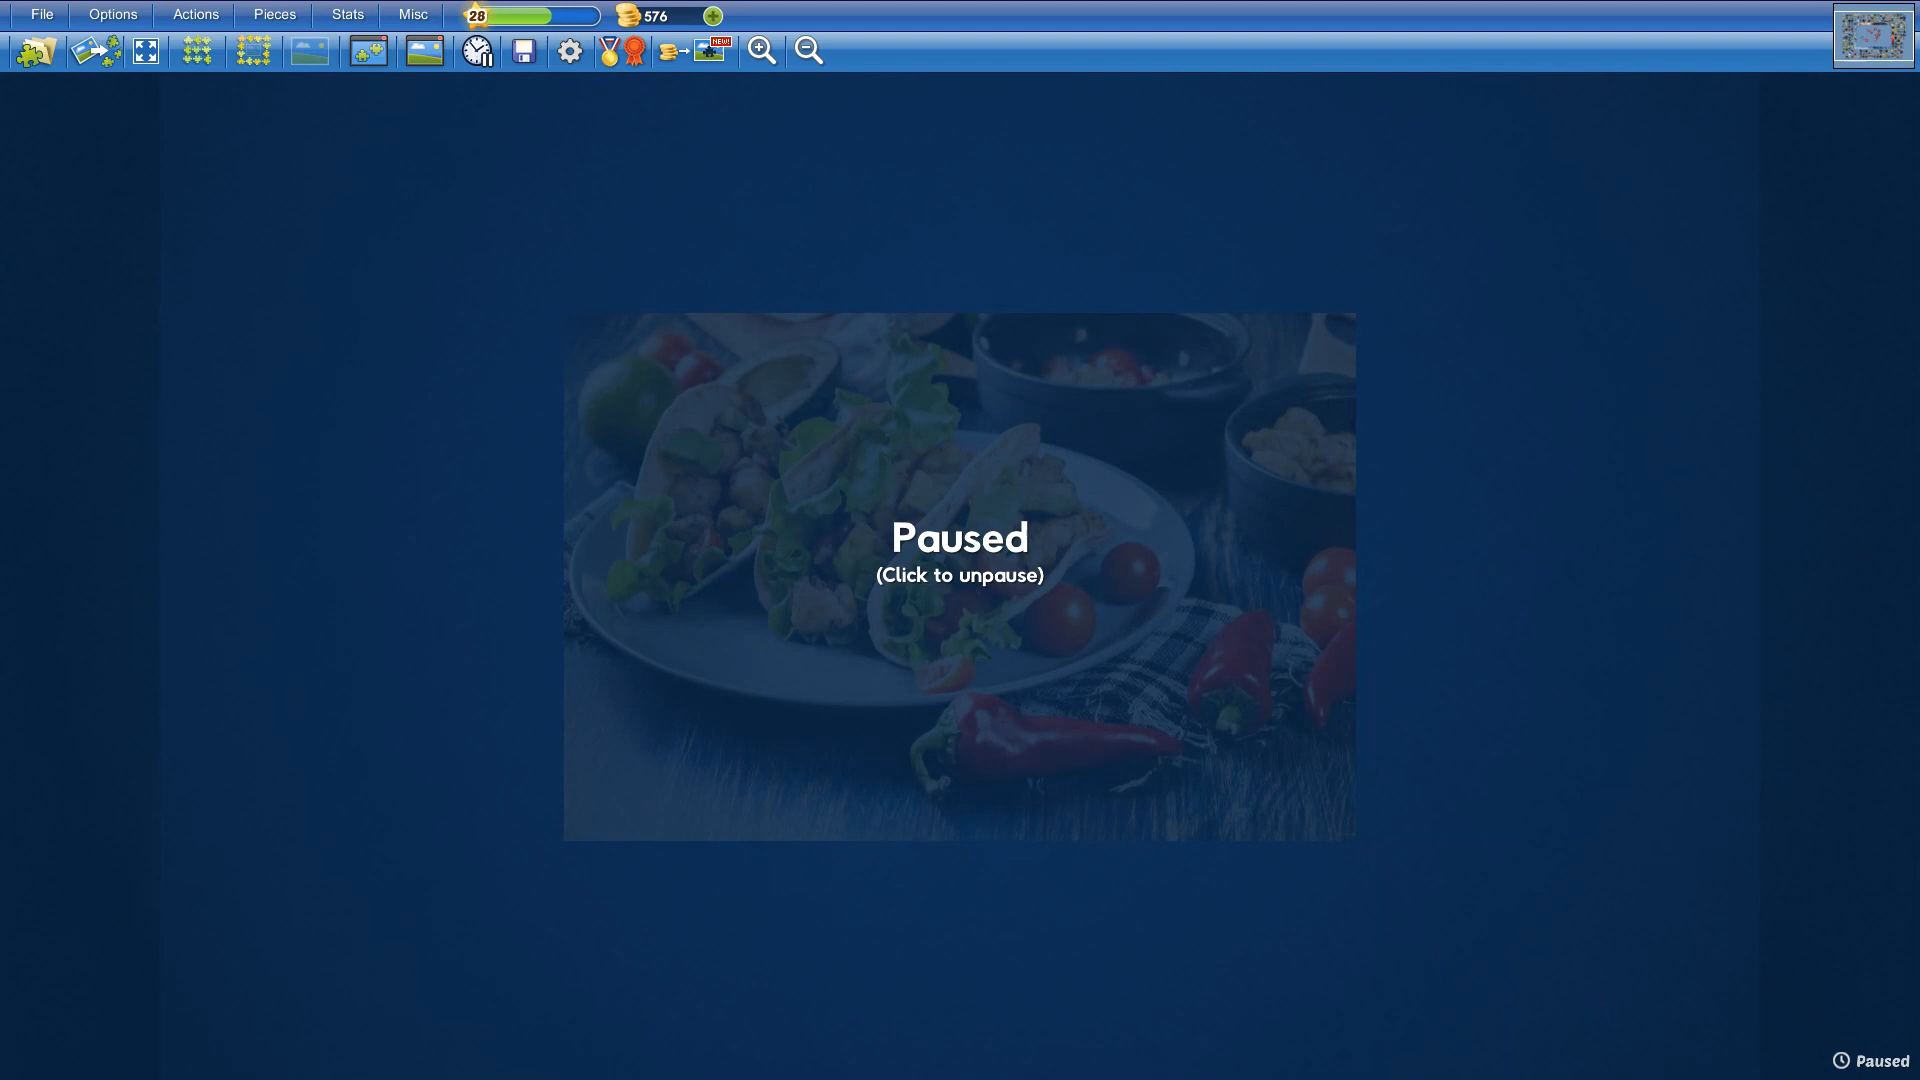 File Options Actions Pieces Stats Misc 28 576
NEW!
Paused
(Click to unpause)
Paused